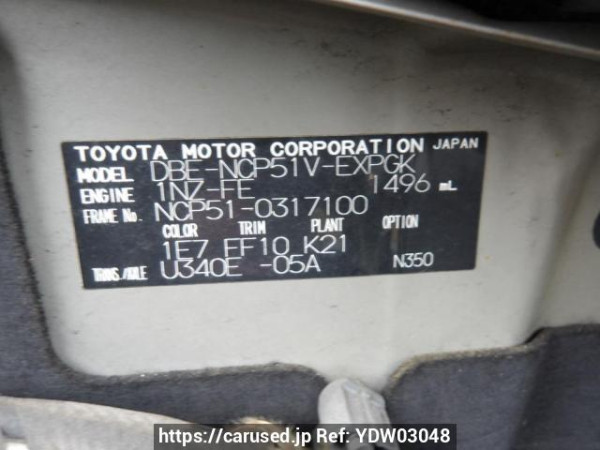 TOYOTA MOTOR CORPORATION JAPAN
MODEL DBE-NCP51V-EXPGK
ENGINE 1NZ-FE 1496 mL
FRAME No. NCP51-0317100
COLOR TRIM PLANT OPTION
1E7 FF10 K21
TRANS./AXLE U340E -05A N350
https://carused.jp Ref: YDW03048